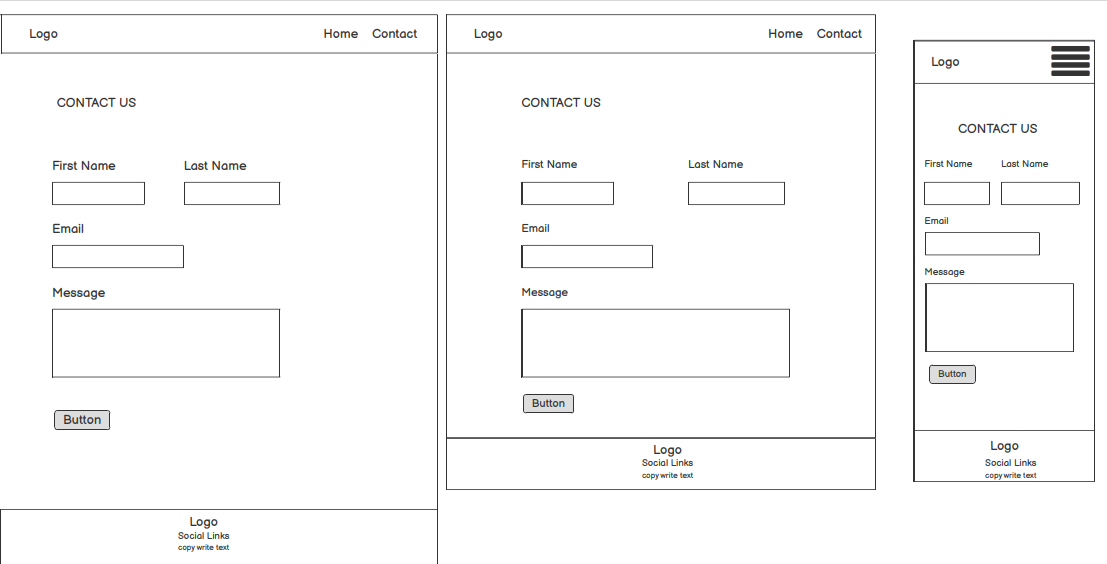 Logo Home Contact
CONTACT US
First Name Last Name
Email
Message
Button
Logo
Social Links
copy write text
Logo Home Contact
CONTACT US
First Name Last Name
Email
Message
Button
Logo
Social Links
copy write text
Logo
CONTACT US
First Name Last Name
Email
Message
Button
Logo
Social Links
copy write text